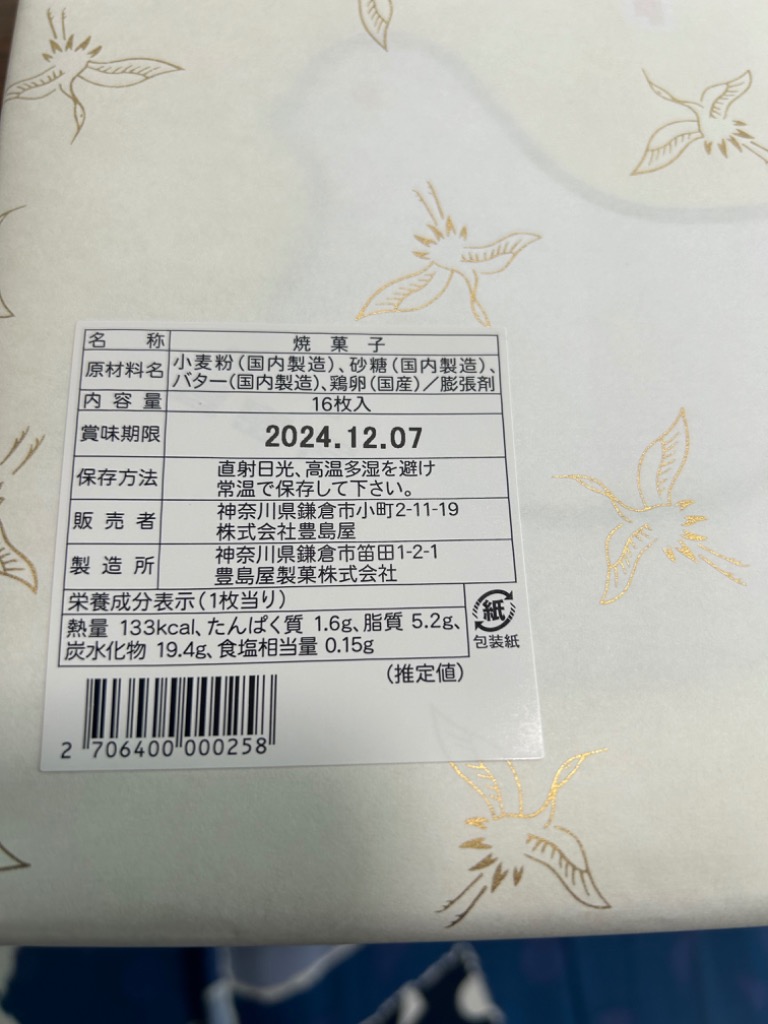 名称 焼菓子
原材料名 小麦粉(国内製造)、砂糖(国内製造)、
バター(国内製造)、鶏卵(国産)/膨張剤
内容量 16枚入
賞味期限 2024.12.07
保存方法 直射日光、高温多湿を避け
常温で保存して下さい。
販売者 神奈川県鎌倉市小町2-11-19
株式会社豊島屋
製造所 神奈川県鎌倉市笛田1-2-1
豊島屋製菓株式会社
栄養成分表示(1枚当り)
熱量 133kcal、たんぱく質 1.6g、脂質 5.2g、
炭水化物 19.4g、食塩相当量 0.15g
紙
包装紙
(推定値)
2 706400 000258